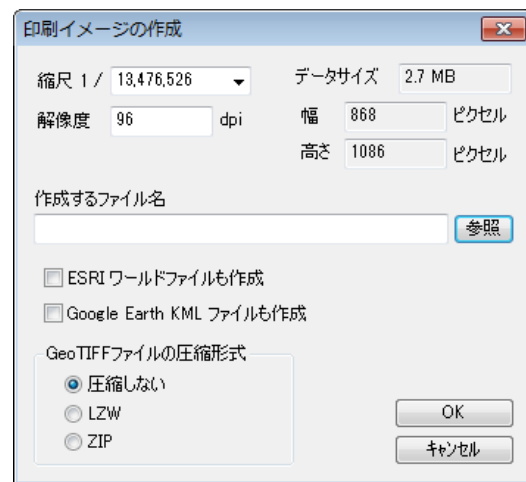 印刷イメージの作成
縮尺 1 / 13,476,526
データサイズ 2.7 MB
解像度 96 dpi
幅 868 ピクセル
高さ 1086 ピクセル
作成するファイル名
参照
ESRI ワールドファイルも作成
Google Earth KML ファイルも作成
GeoTIFFファイルの圧縮形式
圧縮しない
LZW
ZIP
OK
キャンセル